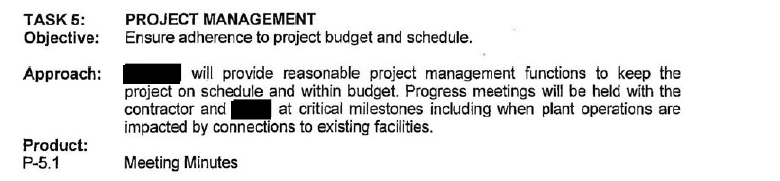 TASK 5: PROJECT MANAGEMENT
Objective: Ensure adherence to project budget and schedule.
Approach: will provide reasonable project management functions to keep the
project on schedule and within budget. Progress meetings will be held with the
contractor and at critical milestones including when plant operations are
impacted by connections to existing facilities.
Product:
P-5.1 Meeting Minutes